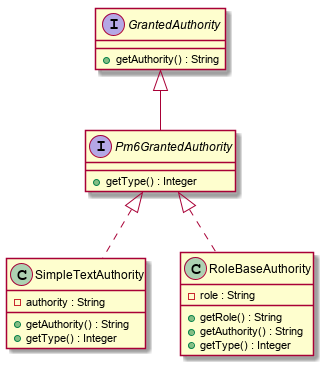 I GrantedAuthority
getAuthority() : String
I Pm6GrantedAuthority
getType() : Integer
C SimpleTextAuthority
authority : String
getAuthority() : String
getType() : Integer
C RoleBaseAuthority
role : String
getRole() : String
getAuthority() : String
getType() : Integer